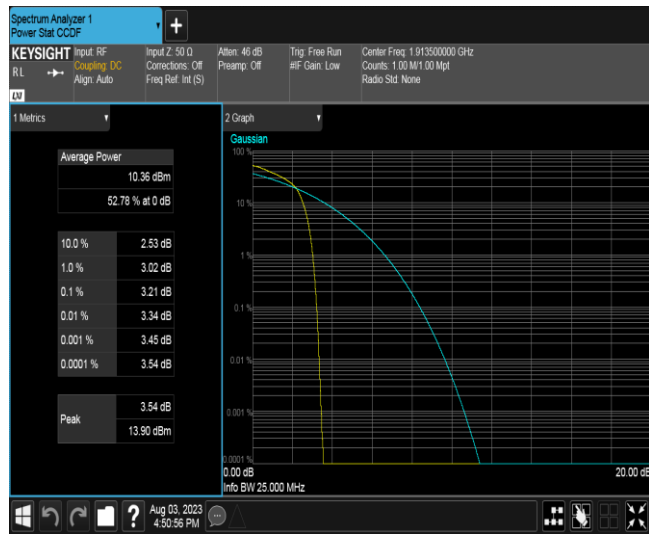 Spectrum Analyzer 1
Power Stat CCDF
+
KEYSIGHT
RL
LXI
Input: RF
Coupling: DC
Align: Auto
Input Z: 50 Ω
Corrections: Off
Freq Ref: Int (S)
Atten: 46 dB
Preamp: Off
Trig: Free Run
#IF Gain: Low
Center Freq: 1.913500000 GHz
Counts: 1.00 M/1.00 Mpt
Radio Std: None
1 Metrics
Average Power
10.36 dBm
52.78 % at 0 dB
10.0 % 2.53 dB
1.0 % 3.02 dB
0.1 % 3.21 dB
0.01 % 3.34 dB
0.001 % 3.45 dB
0.0001 % 3.54 dB
Peak
3.54 dB
13.90 dBm
2 Graph
Gaussian
100 %
10 %
1 %
0.1 %
0.01 %
0.001 %
0.0001 %
0.00 dB 20.00 dB
Info BW 25.000 MHz
?
Aug 03, 2023
4:50:56 PM